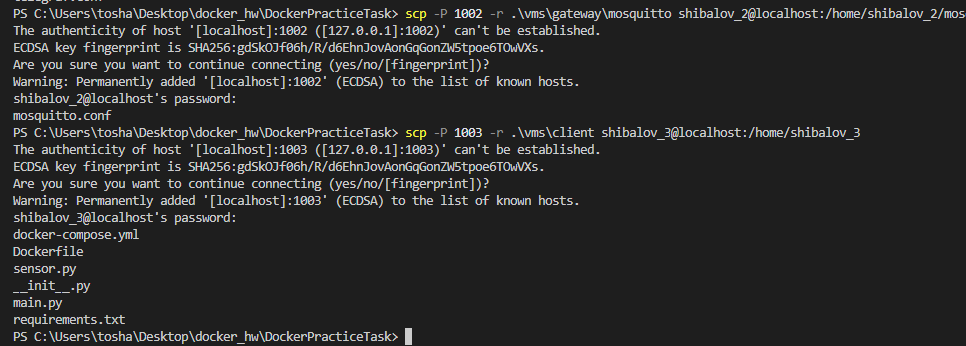 PS C:\Users\tosha\Desktop\docker_hw\DockerPracticeTask> scp -P 1002 -r .\vms\gateway\mosquitto shibalov_2@localhost:/home/shibalov_2/mos
The authenticity of host '[localhost]:1002 ([127.0.0.1]:1002)' can't be established.
ECDSA key fingerprint is SHA256:gdSkOJf06h/R/d6EhnJovAonGqGonZW5tpoe6TOwVXs.
Are you sure you want to continue connecting (yes/no/[fingerprint])?
Warning: Permanently added '[localhost]:1002' (ECDSA) to the list of known hosts.
shibalov_2@localhost's password:
mosquitto.conf
PS C:\Users\tosha\Desktop\docker_hw\DockerPracticeTask> scp -P 1003 -r .\vms\client shibalov_3@localhost:/home/shibalov_3
The authenticity of host '[localhost]:1003 ([127.0.0.1]:1003)' can't be established.
ECDSA key fingerprint is SHA256:gdSkOJf06h/R/d6EhnJovAonGqGonZW5tpoe6TOwVXs.
Are you sure you want to continue connecting (yes/no/[fingerprint])?
Warning: Permanently added '[localhost]:1003' (ECDSA) to the list of known hosts.
shibalov_3@localhost's password:
docker-compose.yml
Dockerfile
sensor.py
__init__.py
main.py
requirements.txt
PS C:\Users\tosha\Desktop\docker_hw\DockerPracticeTask>